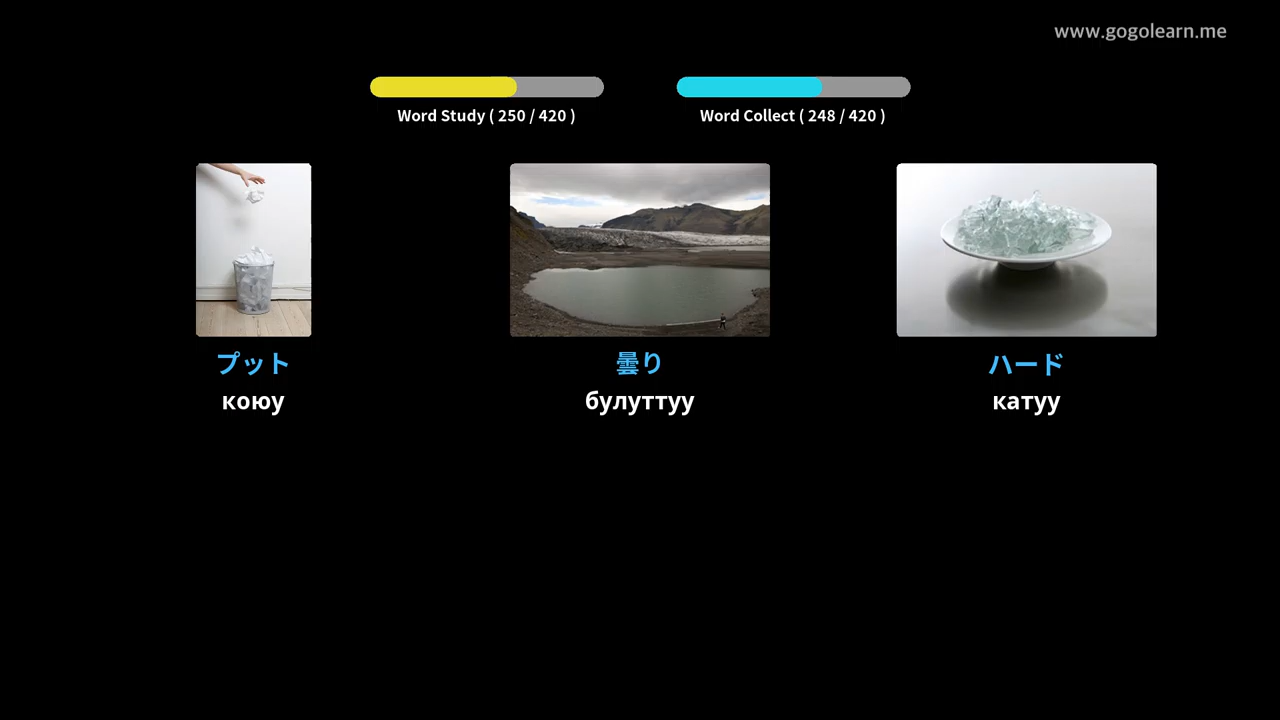 www.gogolearn.me
Word Study ( 250 / 420 )
Word Collect ( 248 / 420 )
プット
曇り
ハード
коюу
булуттуу
катуу